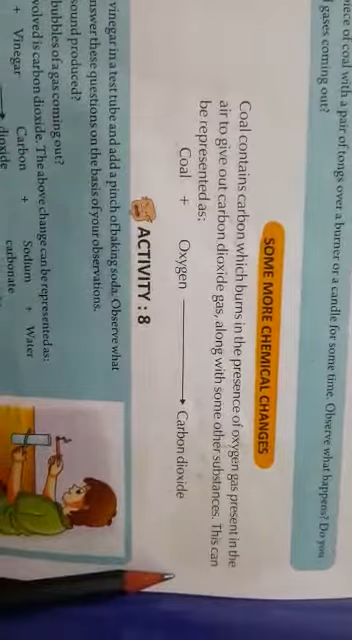 piece of coal with a pair of tongs over a burner or a candle for some time. Observe what happens? Do you
gases coming out?
SOME MORE CHEMICAL CHANGES
Coal contains carbon which burns in the presence of oxygen gas present in the
air to give out carbon dioxide gas, along with some other substances. This can
be represented as:
Coal + Oxygen → Carbon dioxide
ACTIVITY : 8
vinegar in a test tube and add a pinch of baking soda. Observe what
answer these questions on the basis of your observations.
sound produced?
bubbles of a gas coming out?
volved is carbon dioxide. The above change can be represented as:
+ Vinegar → Carbon + Sodium + Water
dioxide carbonate